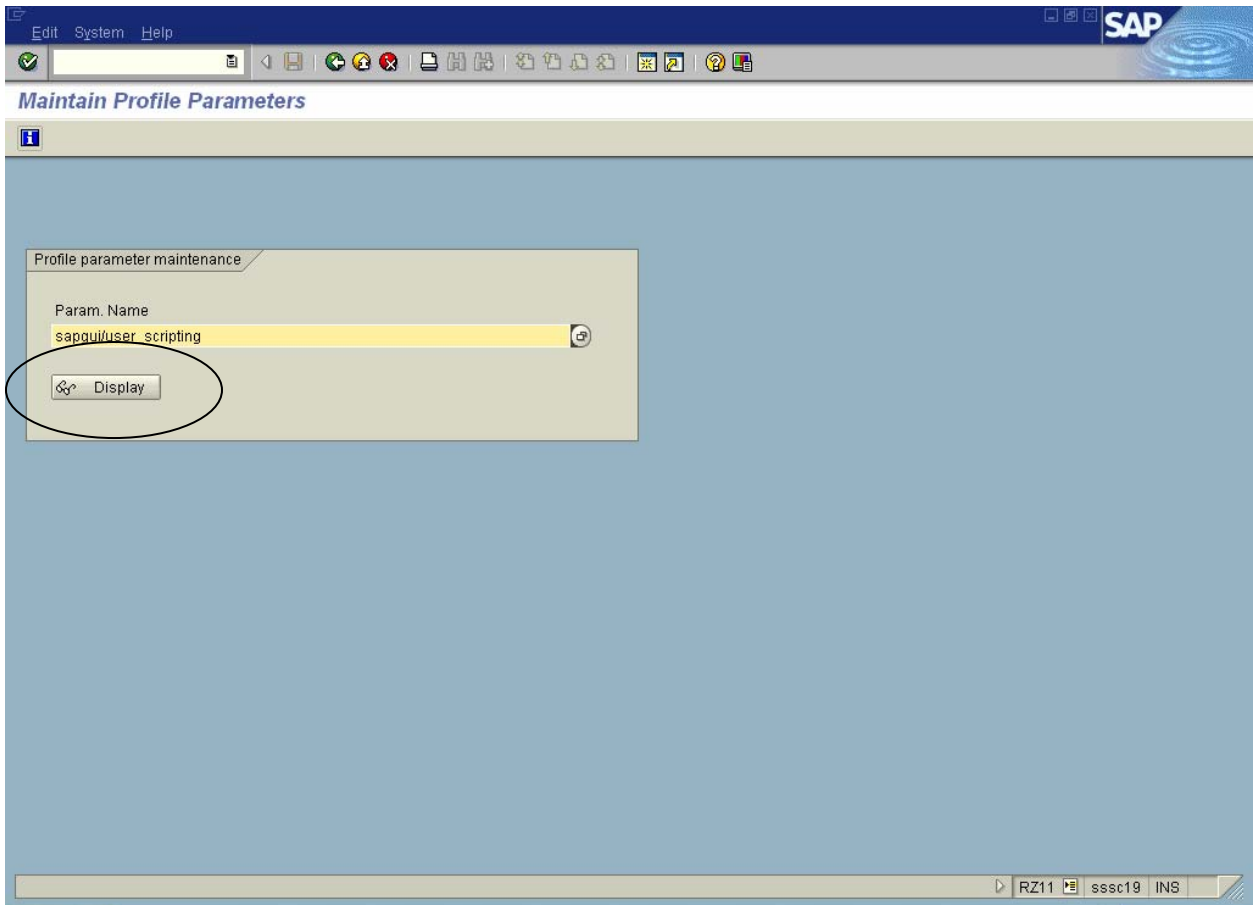 Edit System Help
SAP
Maintain Profile Parameters
Profile parameter maintenance
Param. Name
sapgui/user_scripting
Display
RZ11 sssc19 INS